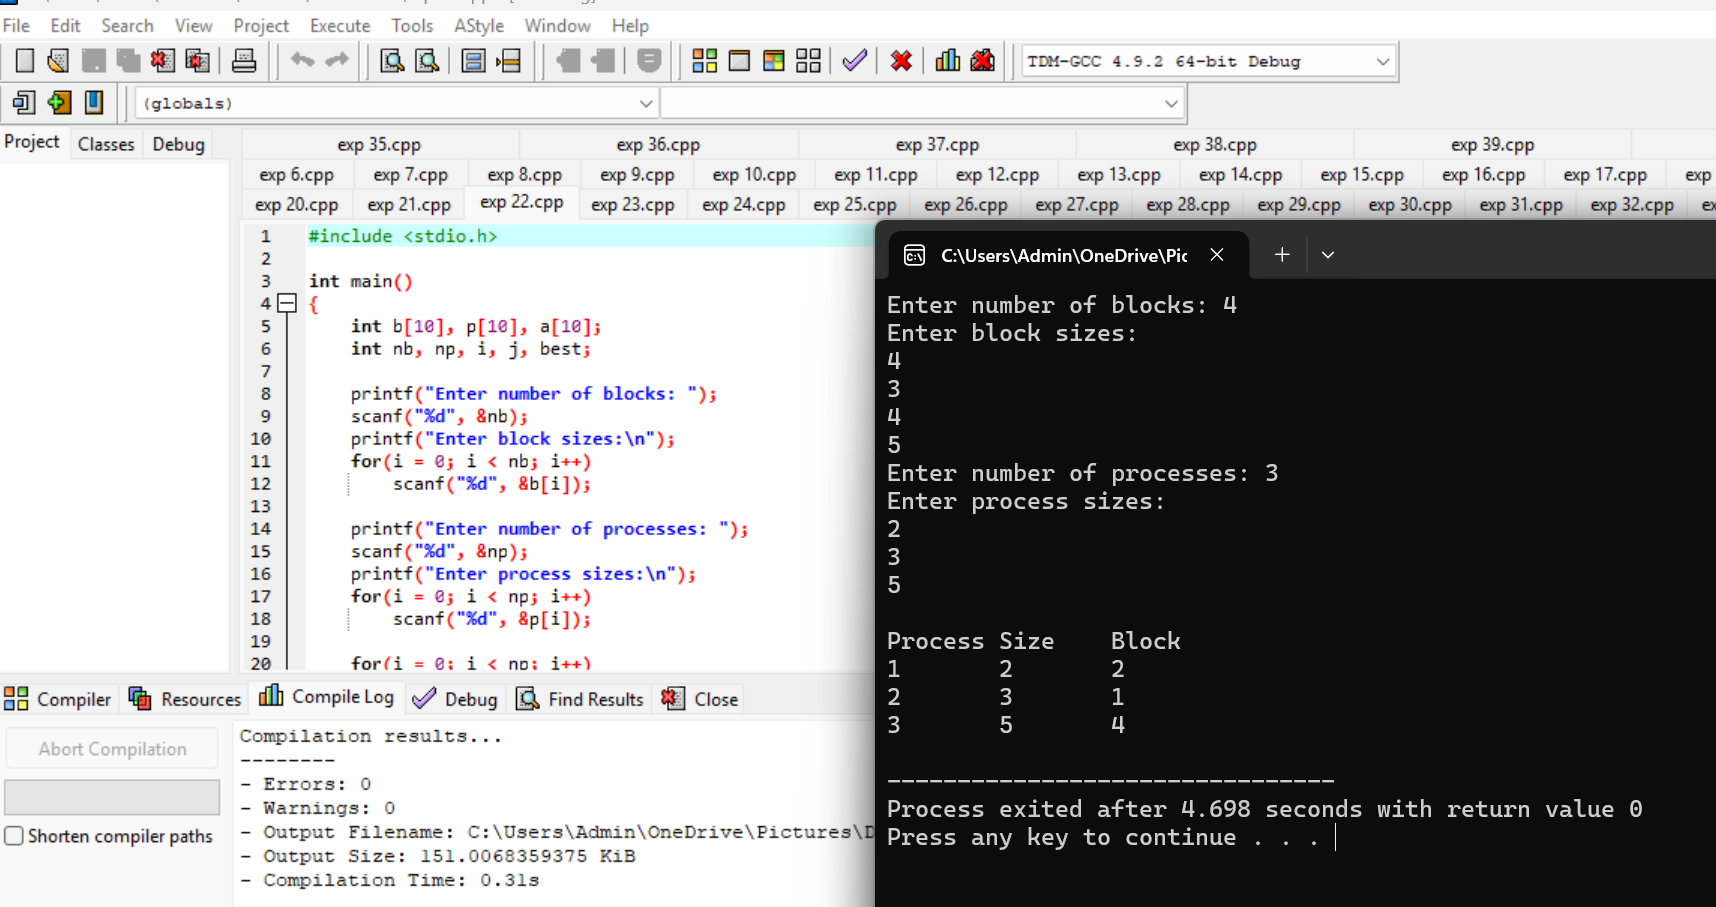 File Edit Search View Project Execute Tools AStyle Window Help
TDM-GCC 4.9.2 64-bit Debug
(globals)
Project Classes Debug
exp 35.cpp exp 36.cpp exp 37.cpp exp 38.cpp exp 39.cpp
exp 6.cpp exp 7.cpp exp 8.cpp exp 9.cpp exp 10.cpp exp 11.cpp exp 12.cpp exp 13.cpp exp 14.cpp exp 15.cpp exp 16.cpp exp 17.cpp exp
exp 20.cpp exp 21.cpp exp 22.cpp exp 23.cpp exp 24.cpp exp 25.cpp exp 26.cpp exp 27.cpp exp 28.cpp exp 29.cpp exp 30.cpp exp 31.cpp exp 32.cpp
1 #include <stdio.h>
2
3 int main()
4 {
5 int b[10], p[10], a[10];
6 int nb, np, i, j, best;
7
8 printf("Enter number of blocks: ");
9 scanf("%d", &nb);
10 printf("Enter block sizes:\n");
11 for(i = 0; i < nb; i++)
12 scanf("%d", &b[i]);
13
14 printf("Enter number of processes: ");
15 scanf("%d", &np);
16 printf("Enter process sizes:\n");
17 for(i = 0; i < np; i++)
18 scanf("%d", &p[i]);
19
20 for(i = 0; i < np; i++)
C:\Users\Admin\OneDrive\Pic
Enter number of blocks: 4
Enter block sizes:
4
3
4
5
Enter number of processes: 3
Enter process sizes:
2
3
5
Process Size Block
1 2 2
2 3 1
3 5 4
--------------------------------
Process exited after 4.698 seconds with return value 0
Press any key to continue . . .
Compiler Resources Compile Log Debug Find Results Close
Abort Compilation
Shorten compiler paths
Compilation results...
--------
- Errors: 0
- Warnings: 0
- Output Filename: C:\Users\Admin\OneDrive\Pictures\D
- Output Size: 151.0068359375 KiB
- Compilation Time: 0.31s